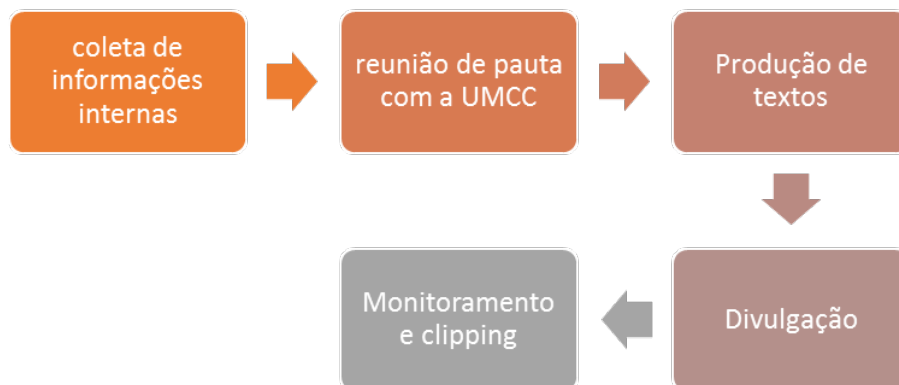 coleta de
informações
internas
reunião de pauta
com a UMCC
Produção de
textos
Divulgação
Monitoramento
e clipping